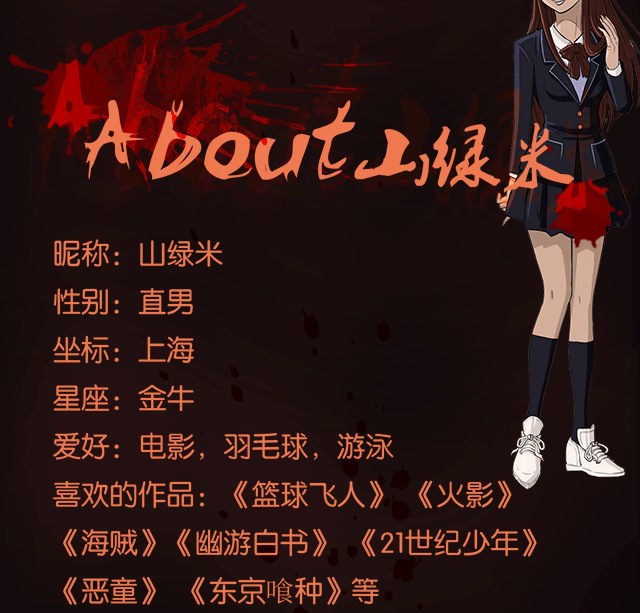 About山绿米
昵称：山绿米
性别：直男
坐标：上海
星座：金牛
爱好：电影，羽毛球，游泳
喜欢的作品：《篮球飞人》《火影》
《海贼》《幽游白书》《21世纪少年》
《恶童》《东京喰种》等